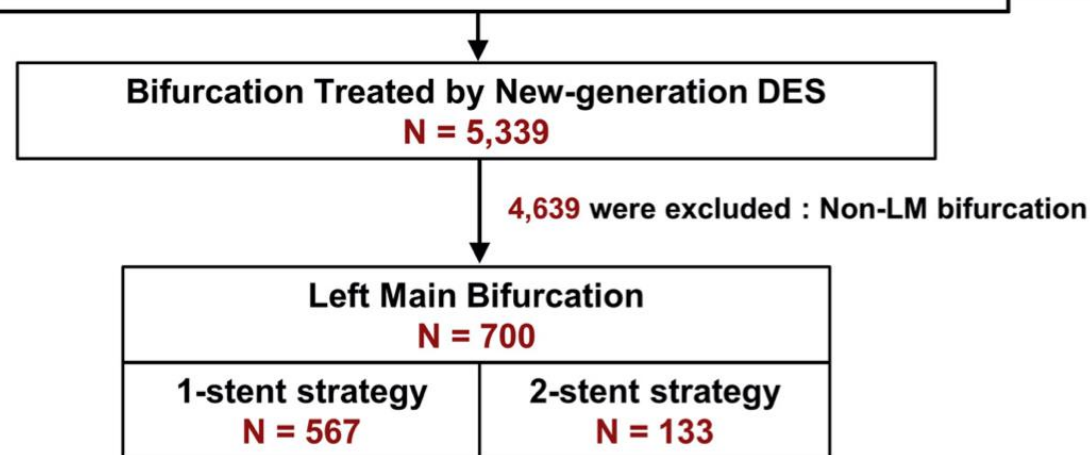 Bifurcation Treated by New-generation DES
N = 5,339
4,639 were excluded : Non-LM bifurcation
Left Main Bifurcation
N = 700
1-stent strategy
N = 567
2-stent strategy
N = 133